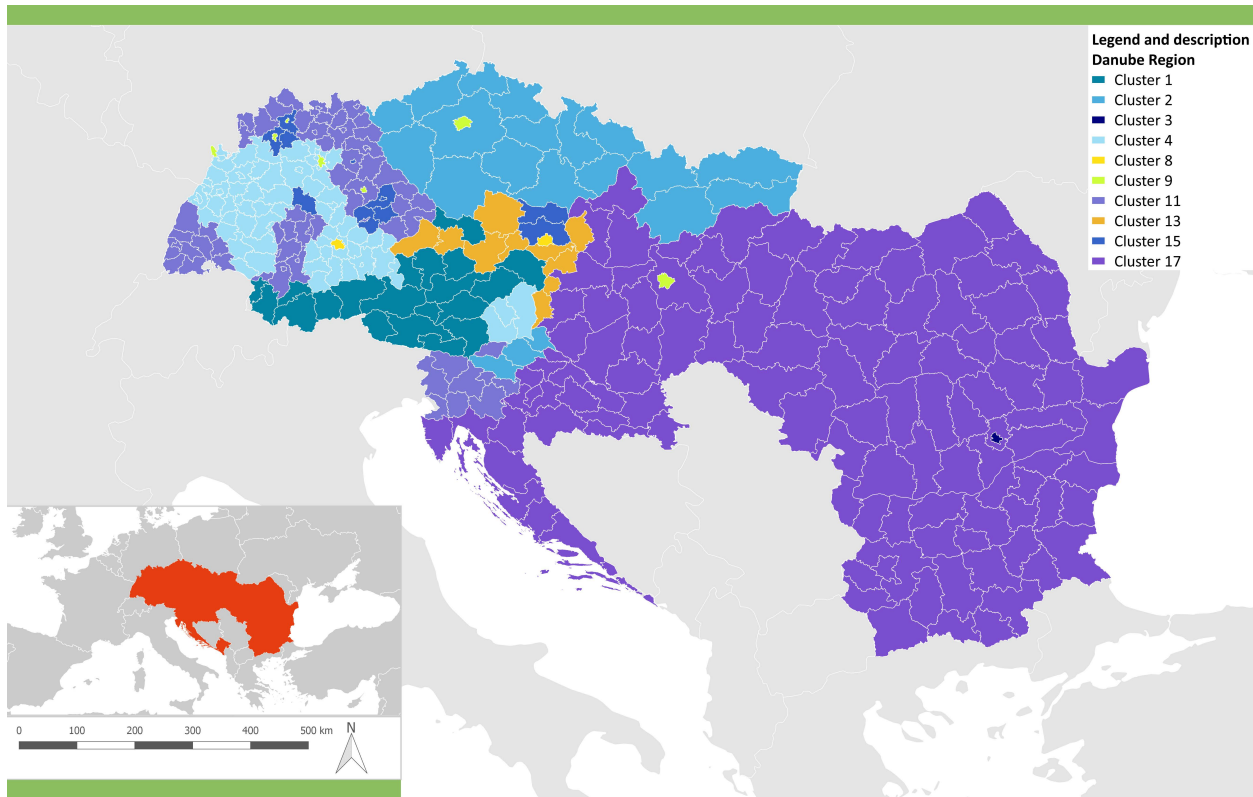 Legend and description
Danube Region
Cluster 1
Cluster 2
Cluster 3
Cluster 4
Cluster 8
Cluster 9
Cluster 11
Cluster 13
Cluster 15
Cluster 17
0 100 200 300 400 500 km
N